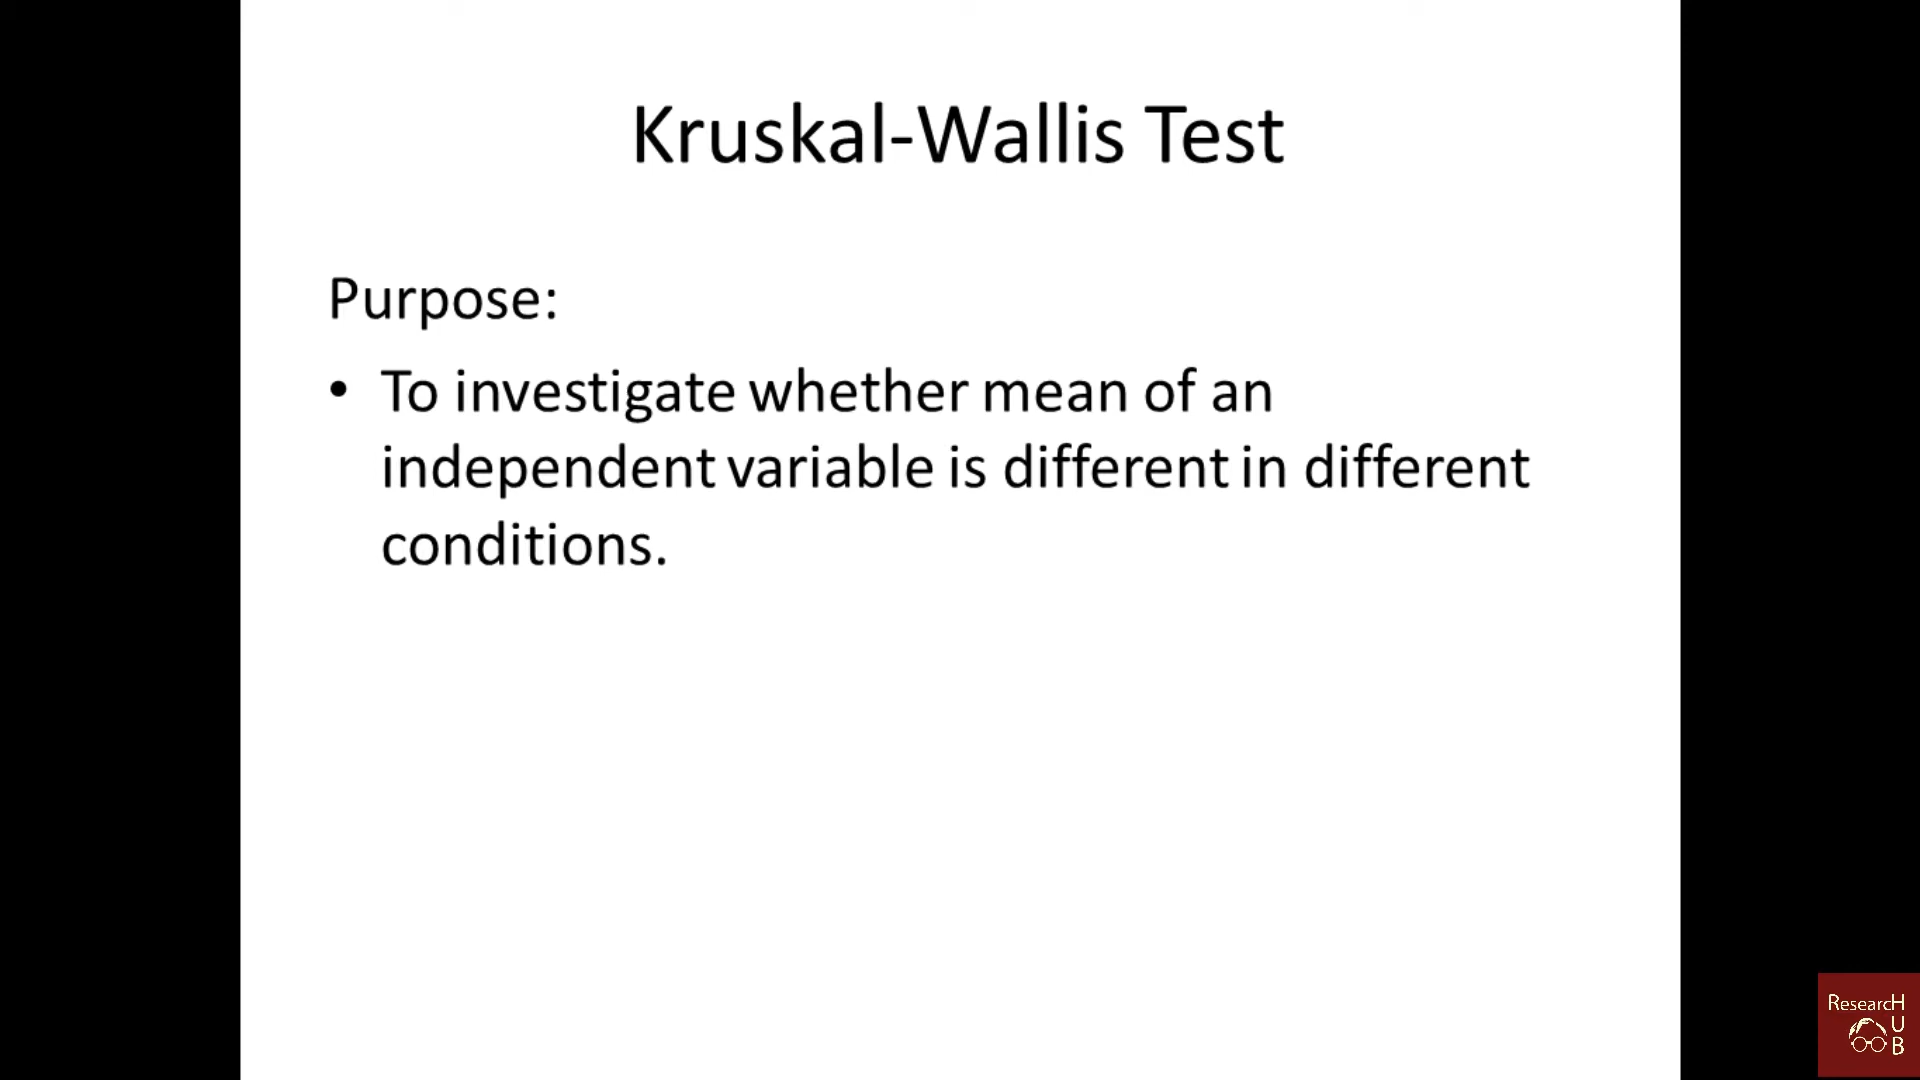 Kruskal-Wallis Test
Purpose:
• To investigate whether mean of an
independent variable is different in different
conditions.
ResearcH
U
B